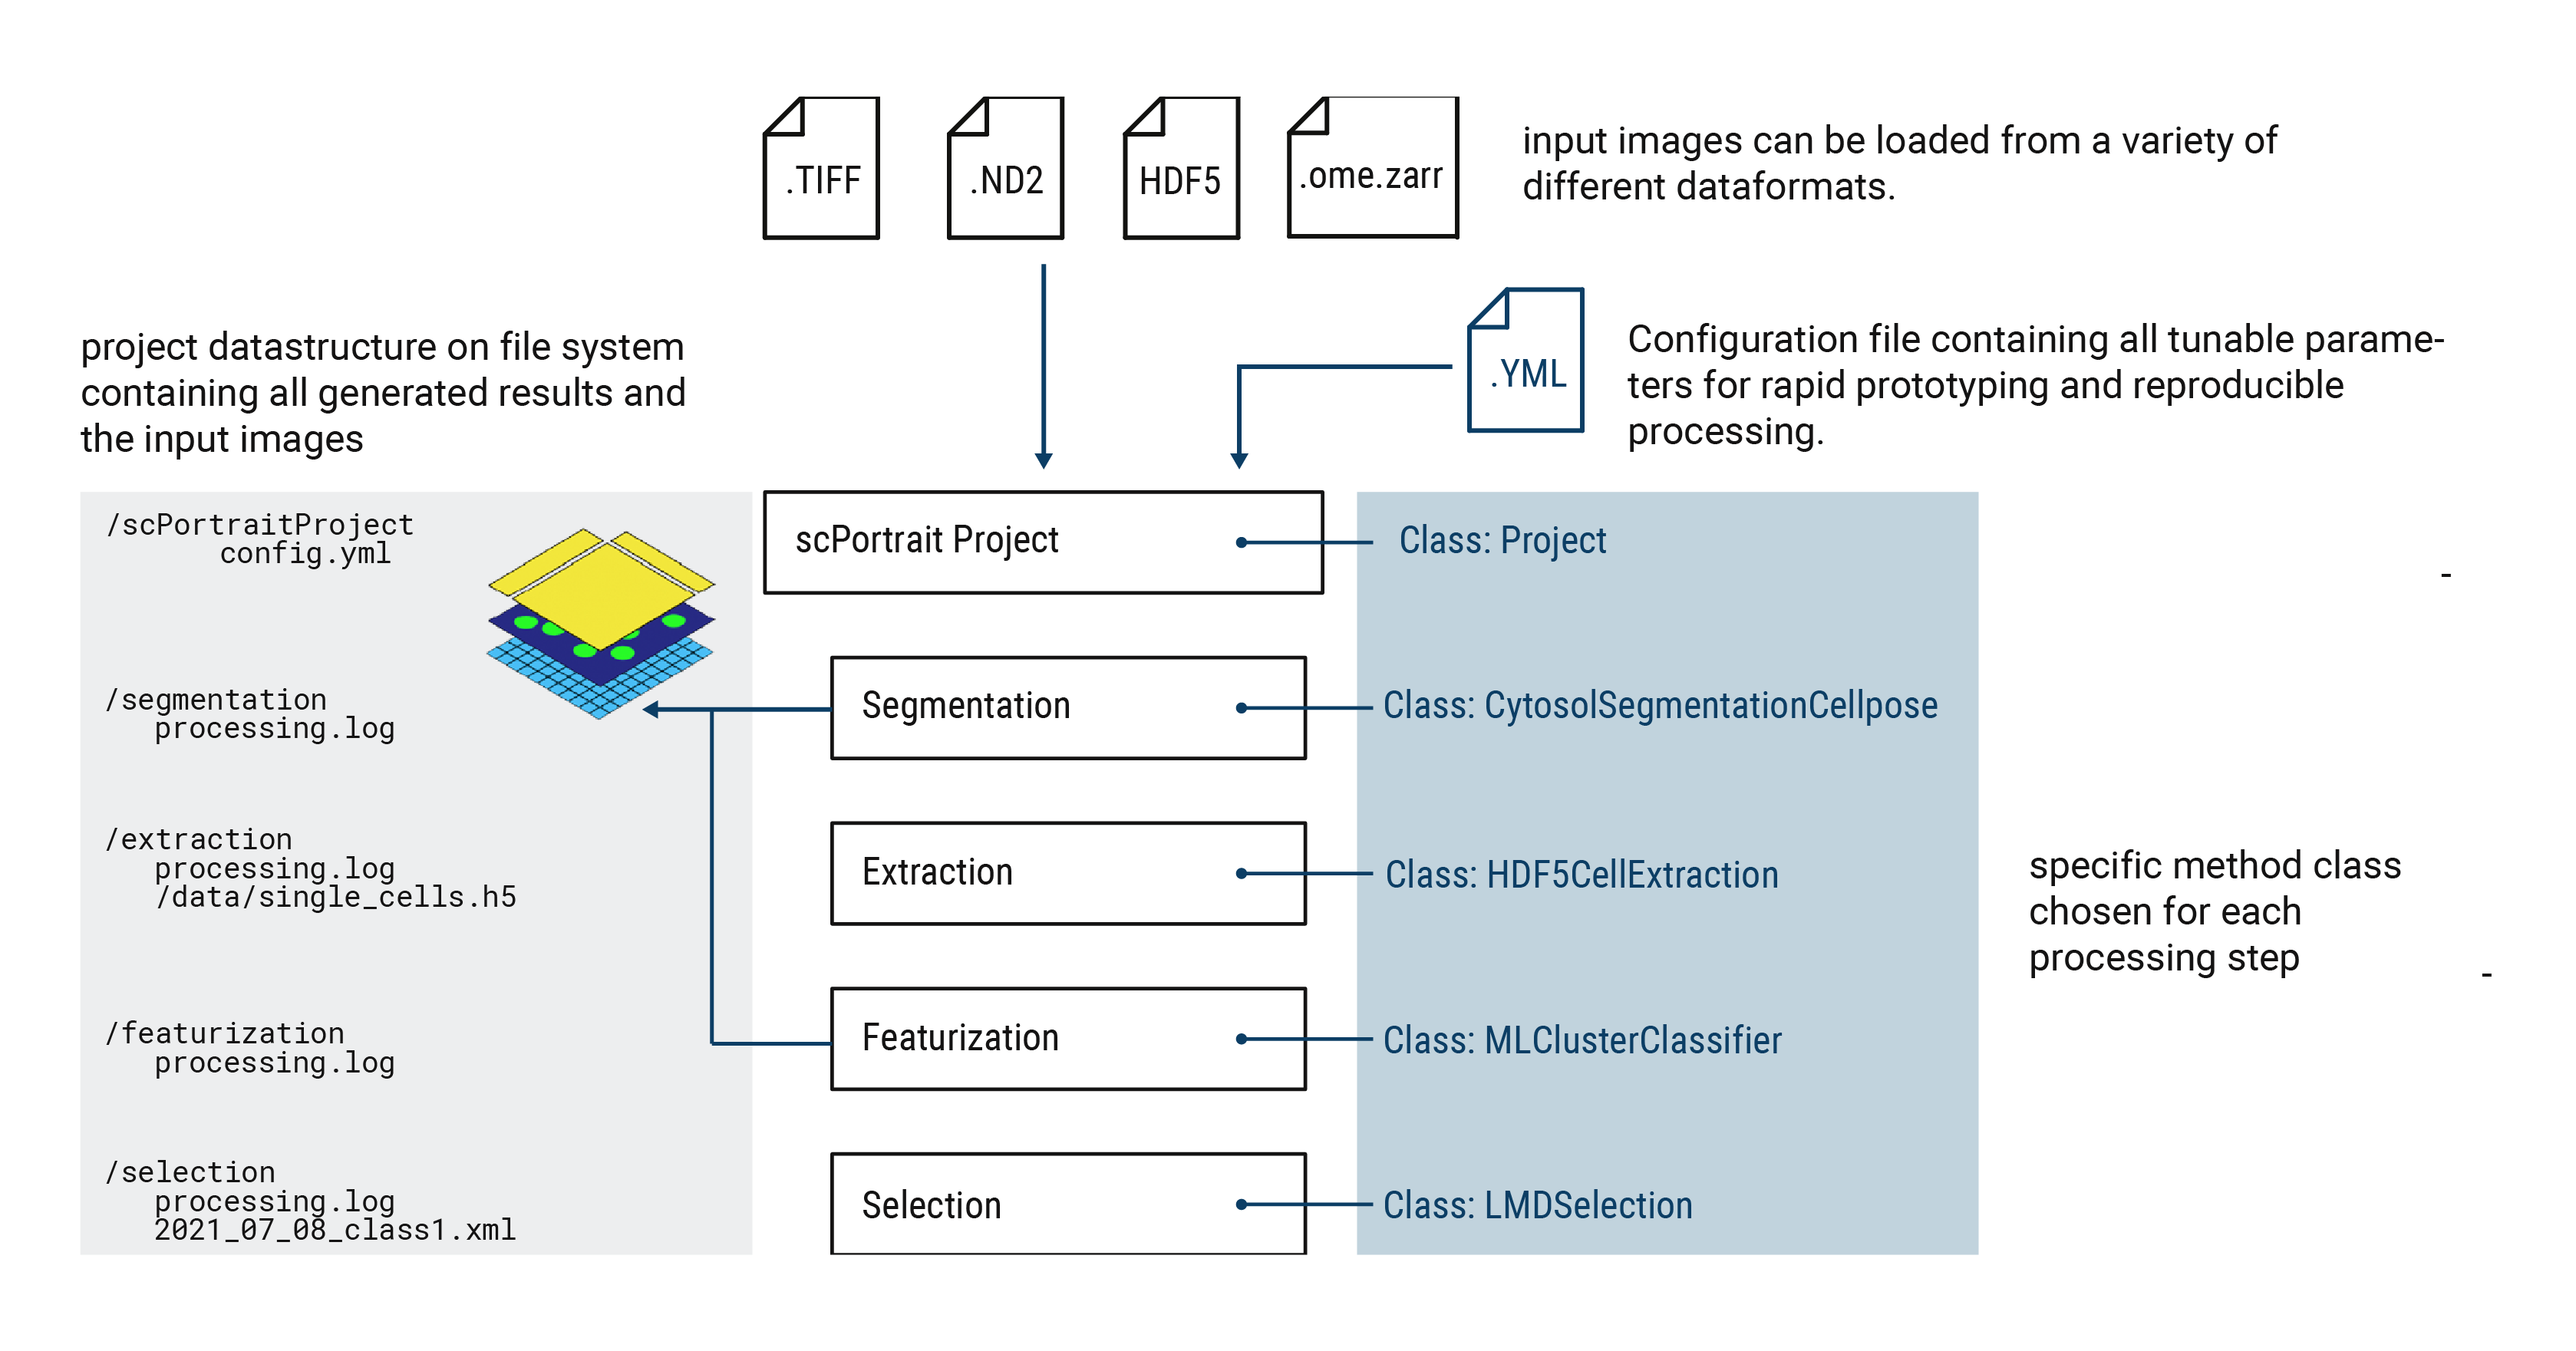 .TIFF
.ND2
HDF5
.ome.zarr
input images can be loaded from a variety of
different dataformats.
.YML
Configuration file containing all tunable parame-
ters for rapid prototyping and reproducible
processing.
project datastructure on file system
containing all generated results and
the input images
/scPortraitProject
config.yml
/segmentation
processing.log
/extraction
processing.log
/data/single_cells.h5
/featurization
processing.log
/selection
processing.log
2021_07_08_class1.xml
scPortrait Project
Segmentation
Extraction
Featurization
Selection
Class: Project
Class: CytosolSegmentationCellpose
Class: HDF5CellExtraction
Class: MLClusterClassifier
Class: LMDSelection
-
specific method class
chosen for each
processing step
-